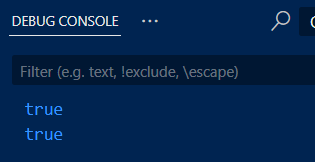 DEBUG CONSOLE ...
Filter (e.g. text, !exclude, \escape)
true
true